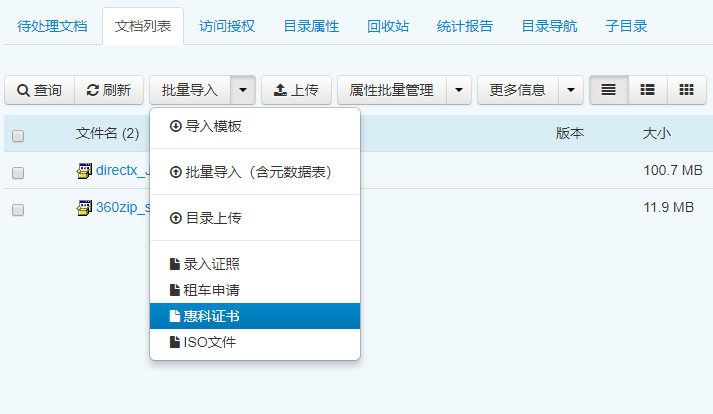 待处理文档 文档列表 访问授权 目录属性 回收站 统计报告 目录导航 子目录
查询 刷新 批量导入 上传 属性批量管理 更多信息
文件名 (2) 版本 大小
directx_J 100.7 MB
360zip_s 11.9 MB
导入模板
批量导入（含元数据表）
目录上传
录入证照
租车申请
惠科证书
ISO文件